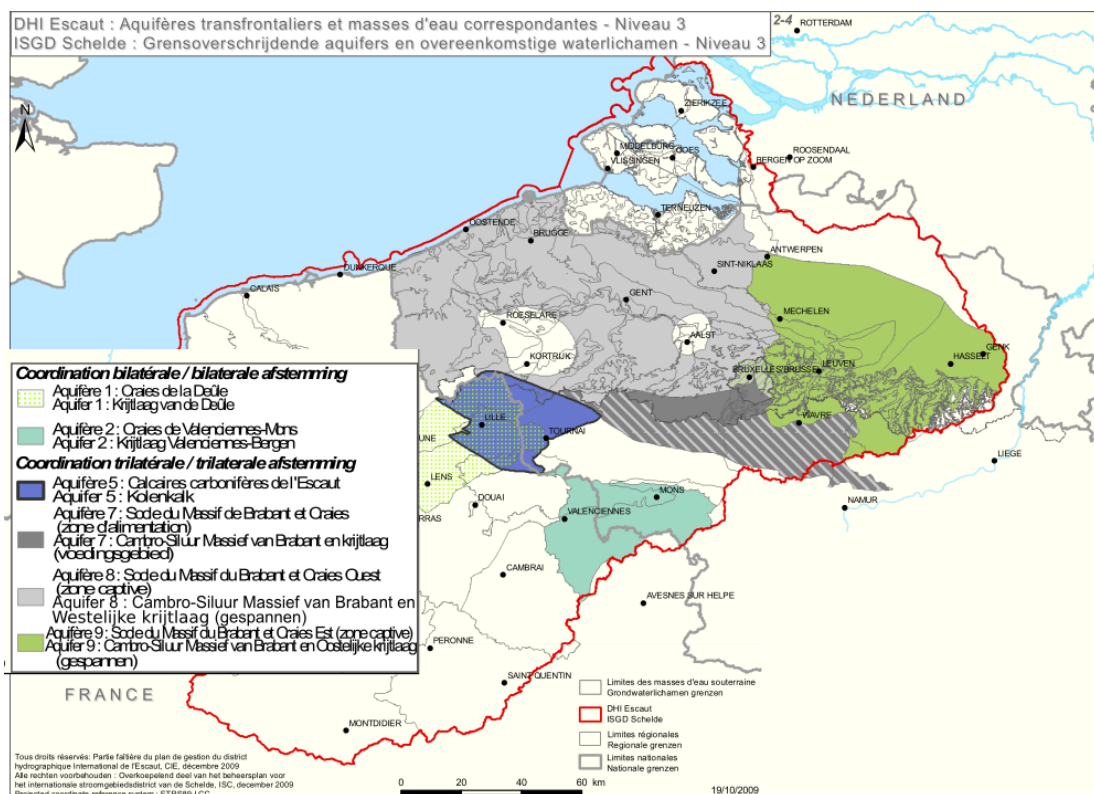 DHI Escaut : Aquifères transfrontaliers et masses d'eau correspondantes - Niveau 3
ISGD Schelde : Grensoverschrijdende aquifers en overeenkomstige waterlichamen - Niveau 3
2-4
ROTTERDAM
N
NEDERLAND
ZIERIKZEE
MIDDELBURG
GOES
VLISSINGEN
ROOSENDAAL
BERGEN OP ZOOM
TERNEUZEN
OOSTENDE
BRUGGE
ANTWERPEN
DUNKERQUE
SINT-NIKLAAS
CALAIS
GENT
ROESELARE
MECHELEN
AALST
KORTRIJK
GENK
HASSELT
LEUVEN
BRUXELLES/BRUSSEL
LILLE
WAVRE
TOURNAI
UNE
LIEGE
LENS
MONS
DOUAI
NAMUR
RRAS
VALENCIENNES
CAMBRAI
AVESNES SUR HELPE
PERONNE
SAINT QUENTIN
FRANCE
MONTDIDIER
Coordination bilatérale / bilaterale afstemming
Aquifère 1 : Craies de la Deûle
Aquifer 1 : Krijtlaag van de Deûle
Aquifère 2 : Craies de Valenciennes-Mons
Aquifer 2 : Krijtlaag Valenciennes-Bergen
Coordination trilatérale / trilaterale afstemming
Aquifère 5 : Calcaires carbonifères de l'Escaut
Aquifer 5 : Kolenkalk
Aquifère 7 : Socle du Massif de Brabant et Craies
(zone d'alimentation)
Aquifer 7 : Cambro-Siluur Massief van Brabant en krijtlaag
(voedingsgebied)
Aquifère 8 : Socle du Massif du Brabant et Craies Ouest
(zone captive)
Aquifer 8 : Cambro-Siluur Massief van Brabant en
Westelijke krijtlaag (gespannen)
Aquifère 9 : Socle du Massif du Brabant et Craies Est (zone captive)
Aquifer 9 : Cambro-Siluur Massief van Brabant en Oostelijke krijtlaag
(gespannen)
Limites des masses d'eau souterraine
Grondwaterlichamen grenzen
DHI Escaut
ISGD Schelde
Limites régionales
Regionale grenzen
Limites nationales
Nationale grenzen
Tous droits réservés: Partie faîtière du plan de gestion du district
hydrographique International de l'Escaut, CIE, décembre 2009
Alle rechten voorbehouden : Overkoepelend deel van het beheersplan voor
het internationale stroomgebiedsdistrict van de Schelde, ISC, december 2009
Projected coordinate reference system : ETRS89-LCC
0 20 40 60 km
19/10/2009